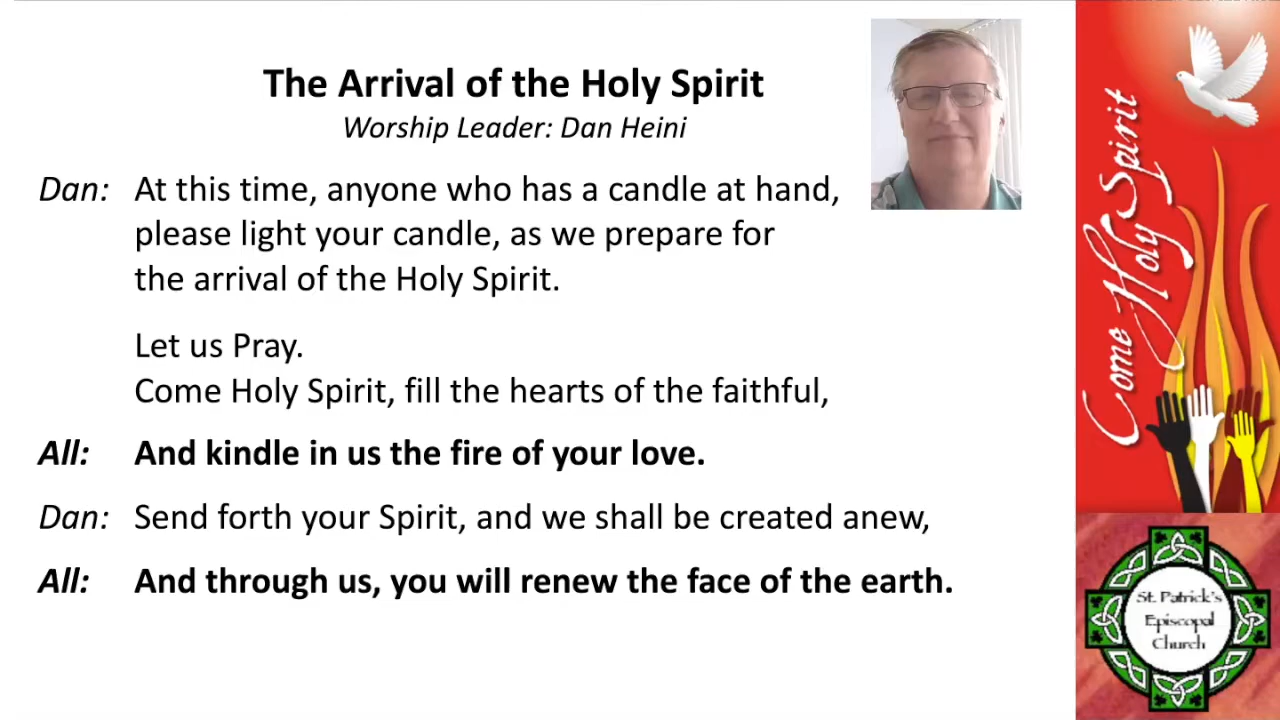 The Arrival of the Holy Spirit
Worship Leader: Dan Heini
Dan: At this time, anyone who has a candle at hand,
please light your candle, as we prepare for
the arrival of the Holy Spirit.
Let us Pray.
Come Holy Spirit, fill the hearts of the faithful,
All: And kindle in us the fire of your love.
Dan: Send forth your Spirit, and we shall be created anew,
All: And through us, you will renew the face of the earth.
Come Holy Spirit
St. Patrick's
Episcopal
Church